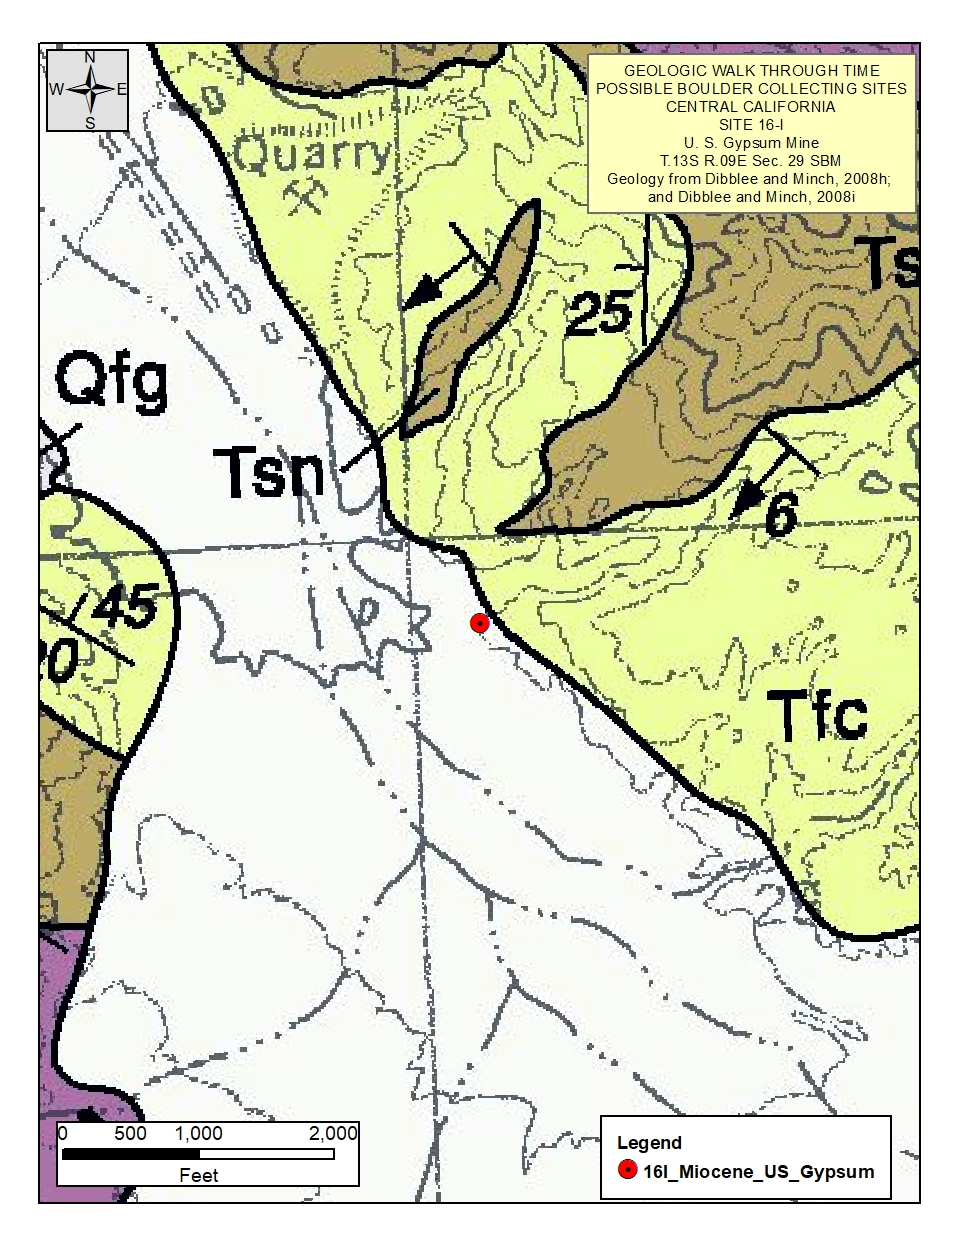 N
W E
S
GEOLOGIC WALK THROUGH TIME
POSSIBLE BOULDER COLLECTING SITES
CENTRAL CALIFORNIA
SITE 16-I
U. S. Gypsum Mine
T.13S R.09E Sec. 29 SBM
Geology from Dibblee and Minch, 2008h;
and Dibblee and Minch, 2008i
Quarry
Ts
25
Qfg
Tsn
6
45
Tfc
0 500 1,000 2,000
Feet
Legend
16I_Miocene_US_Gypsum